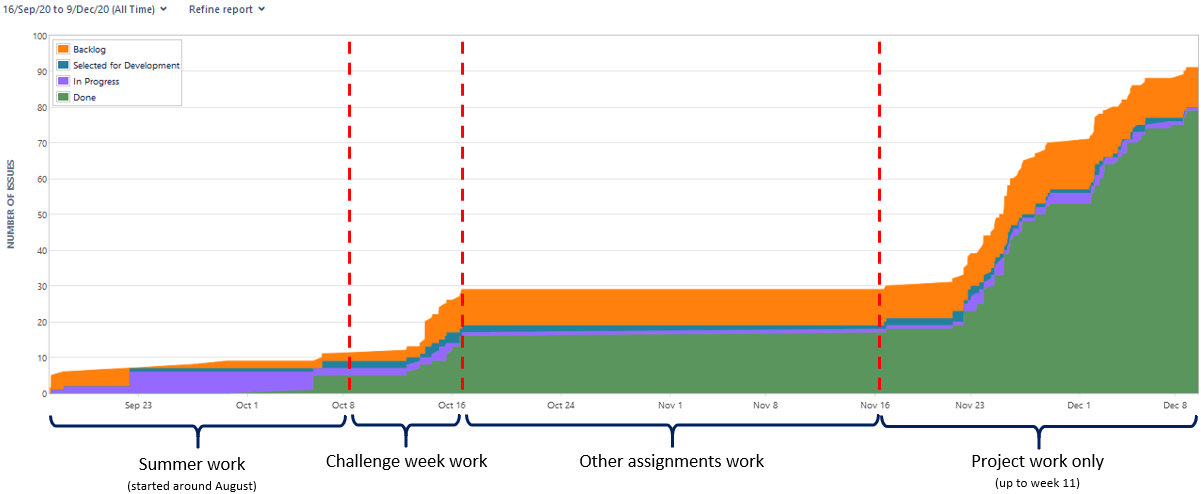 16/Sep/20 to 9/Dec/20 (All Time) Refine report
100
90
80
70
60
50
40
30
20
10
0
NUMBER OF ISSUES
Backlog
Selected for Development
In Progress
Done
Sep 23 Oct 1 Oct 8 Oct 16 Oct 24 Nov 1 Nov 8 Nov 16 Nov 23 Dec 1 Dec 8
Summer work
(started around August)
Challenge week work
Other assignments work
Project work only
(up to week 11)